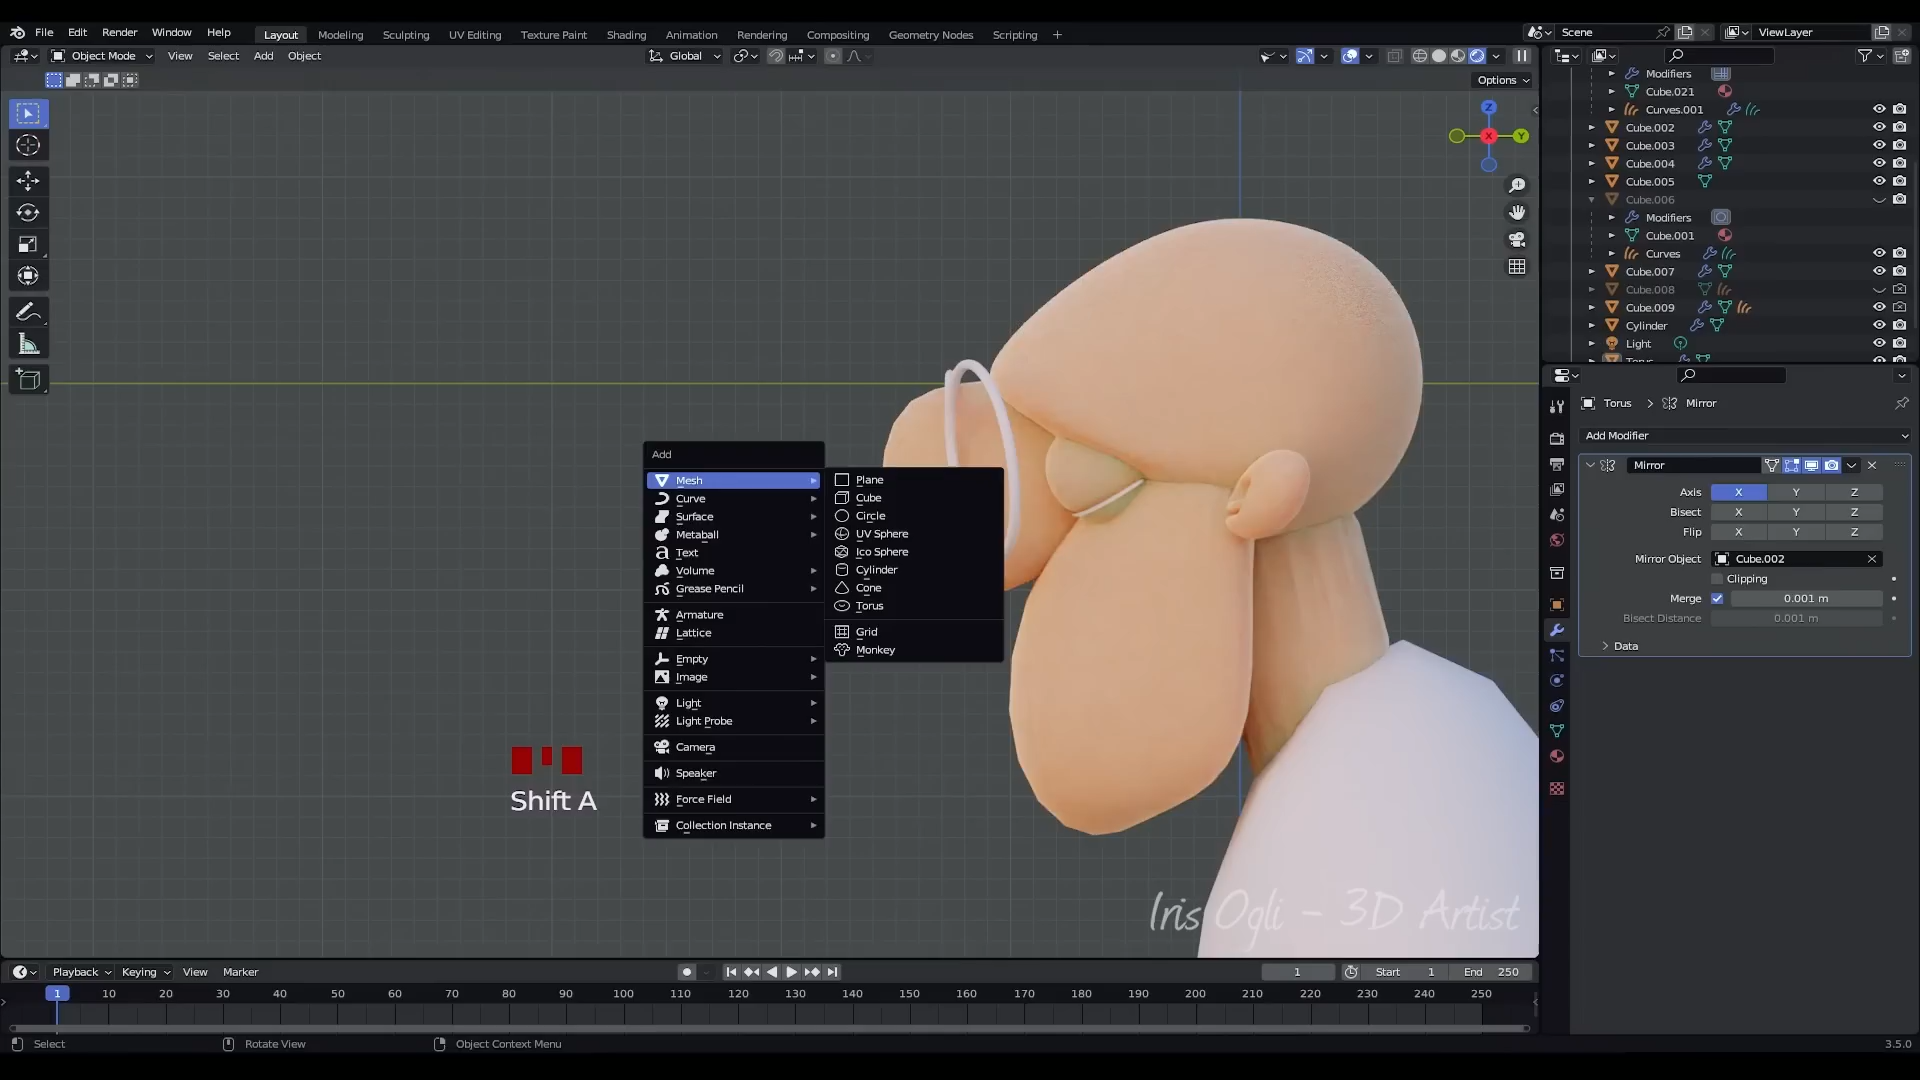 File Edit Render Window Help Layout Modeling Sculpting UV Editing Texture Paint Shading Animation Rendering Compositing Geometry Nodes Scripting + Scene ViewLayer
Object Mode View Select Add Object Global
Options
Z
X
Y
Modifiers
Cube.021
Curves.001
Cube.002
Cube.003
Cube.004
Cube.005
Cube.006
Modifiers
Cube.001
Curves
Cube.007
Cube.008
Cube.009
Cylinder
Light
Torus
Torus > Mirror
Add Modifier
Mirror
Axis X Y Z
Bisect X Y Z
Flip X Y Z
Mirror Object Cube.002
Clipping
Merge 0.001 m
Bisect Distance 0.001 m
Data
Add
Mesh
Curve
Surface
Metaball
Text
Volume
Grease Pencil
Armature
Lattice
Empty
Image
Light
Light Probe
Camera
Speaker
Force Field
Collection Instance
Plane
Cube
Circle
UV Sphere
Ico Sphere
Cylinder
Cone
Torus
Grid
Monkey
Shift A
Iris Ogli - 3D Artist
Playback Keying View Marker 1 Start 1 End 250
1 10 20 30 40 50 60 70 80 90 100 110 120 130 140 150 160 170 180 190 200 210 220 230 240 250
Select Rotate View Object Context Menu 3.5.0